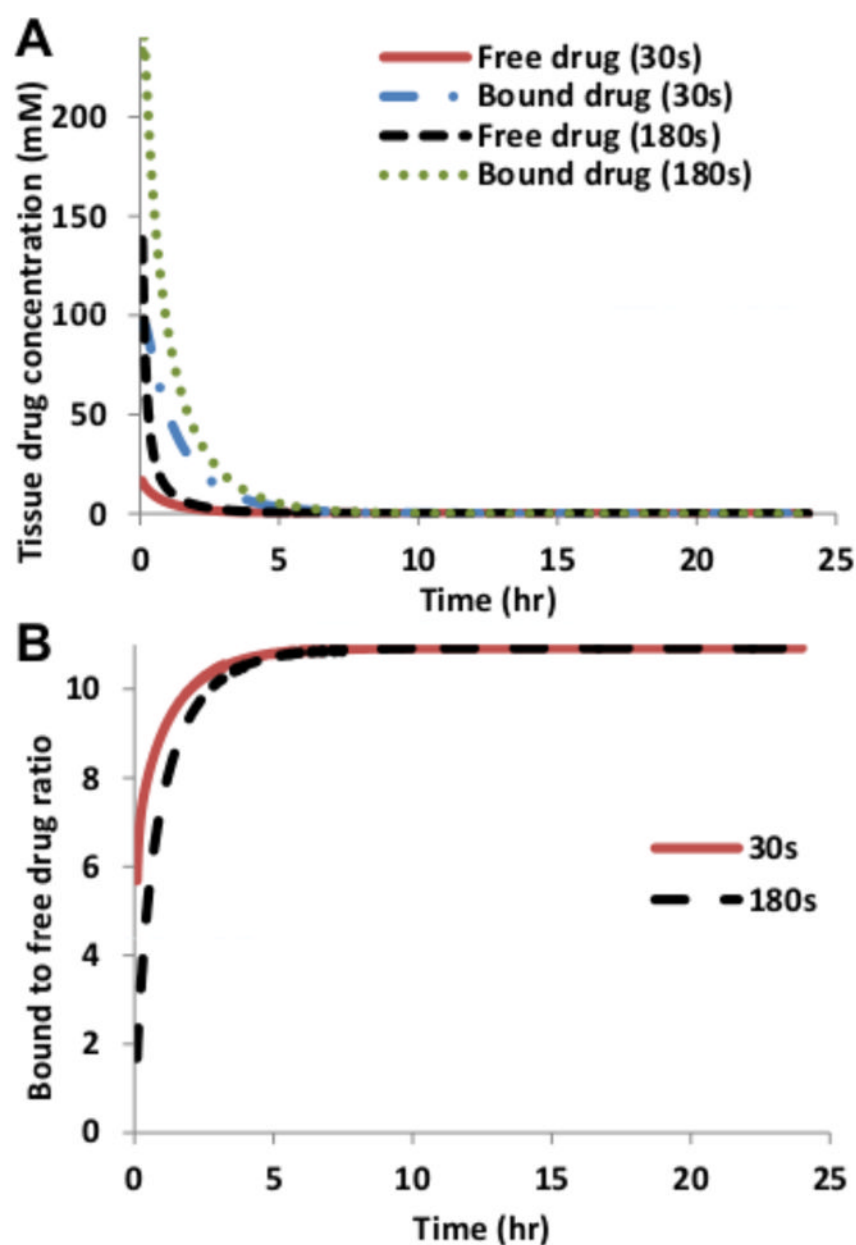 A
Tissue drug concentration (mM)
200
150
100
50
0
Free drug (30s)
Bound drug (30s)
Free drug (180s)
Bound drug (180s)
0 5 10 15 20 25
Time (hr)
B
Bound to free drug ratio
10
8
6
4
2
0
30s
180s
0 5 10 15 20 25
Time (hr)